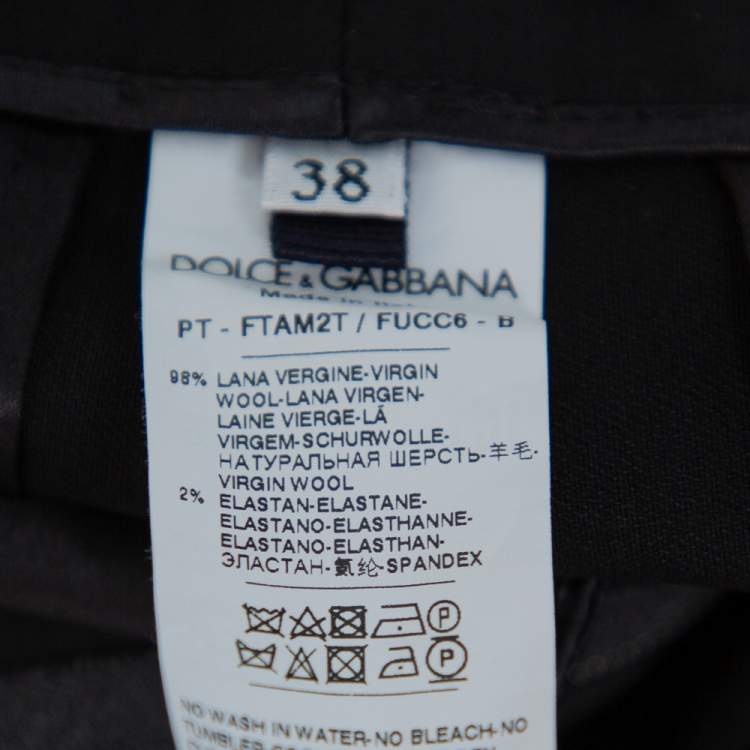 38
DOLCE & GABBANA
Made in
PT - FTAM2T / FUCC6 - B
98% LANA VERGINE-VIRGIN
WOOL-LANA VIRGEN-
LAINE VIERGE-LÃ
VIRGEM-SCHURWOLLE-
НАТУРАЛЬНАЯ ШЕРСТЬ-羊毛-
VIRGIN WOOL
2% ELASTAN-ELASTANE-
ELASTANO-ELASTHANNE-
ELASTANO-ELASTHAN-
ЭЛАСТАН-氨纶-SPANDEX
P
P
NO WASH IN WATER-NO BLEACH-NO